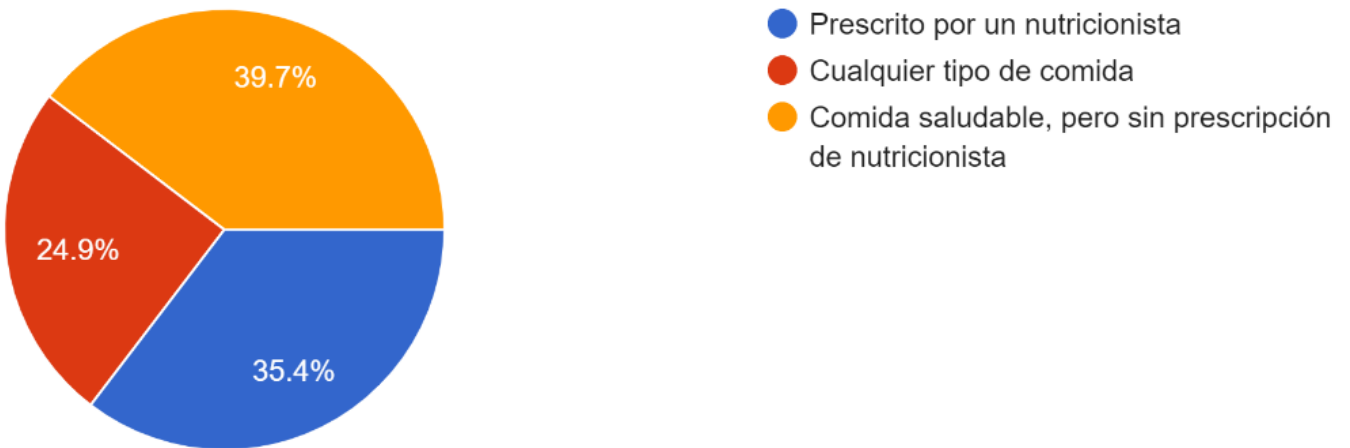 39.7%
24.9%
35.4%
Prescrito por un nutricionista
Cualquier tipo de comida
Comida saludable, pero sin prescripción
de nutricionista